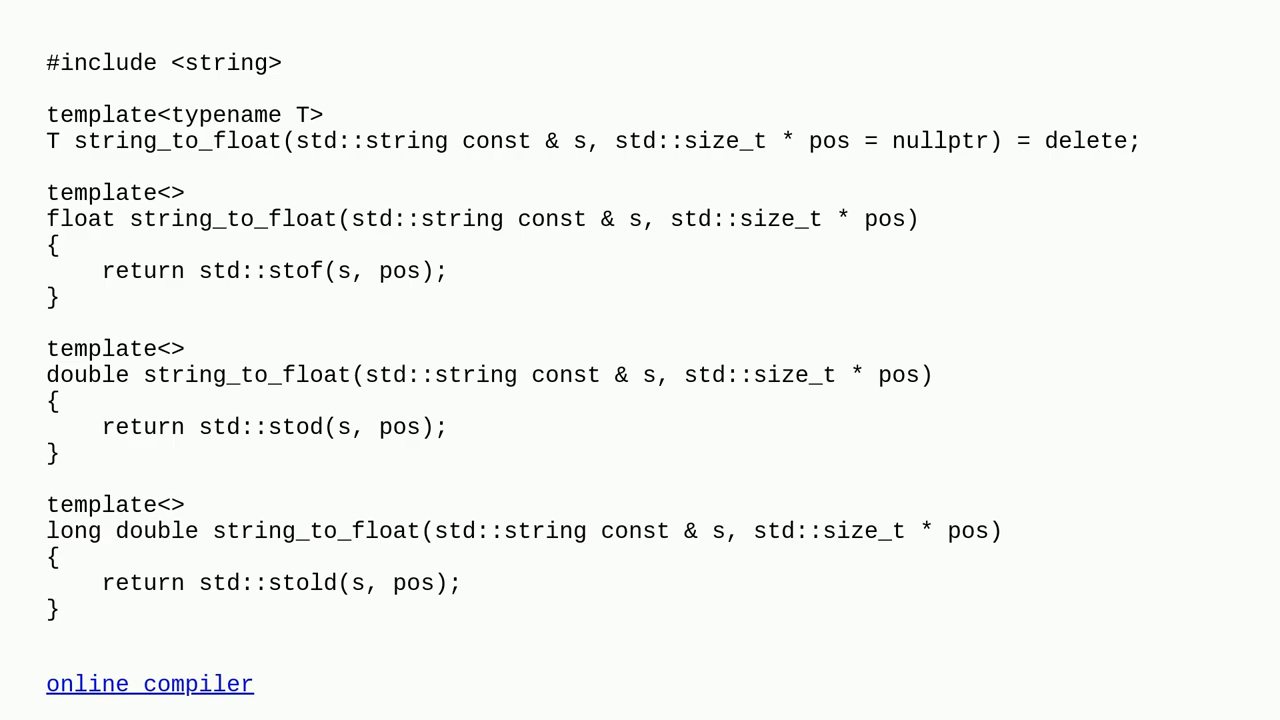 #include <string>
template<typename T>
T string_to_float(std::string const & s, std::size_t * pos = nullptr) = delete;
template<>
float string_to_float(std::string const & s, std::size_t * pos)
{
    return std::stof(s, pos);
}
template<>
double string_to_float(std::string const & s, std::size_t * pos)
{
    return std::stod(s, pos);
}
template<>
long double string_to_float(std::string const & s, std::size_t * pos)
{
    return std::stold(s, pos);
}
online compiler